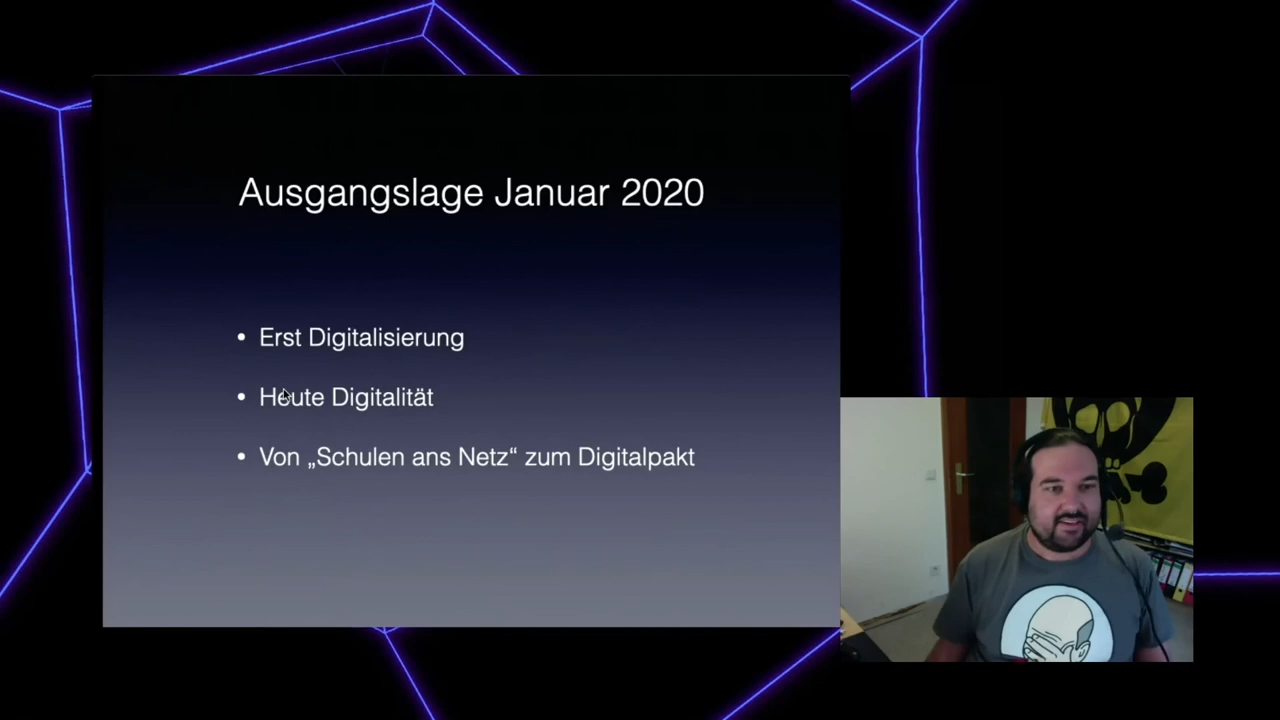 Ausgangslage Januar 2020
• Erst Digitalisierung
• Heute Digitalität
• Von „Schulen ans Netz“ zum Digitalpakt